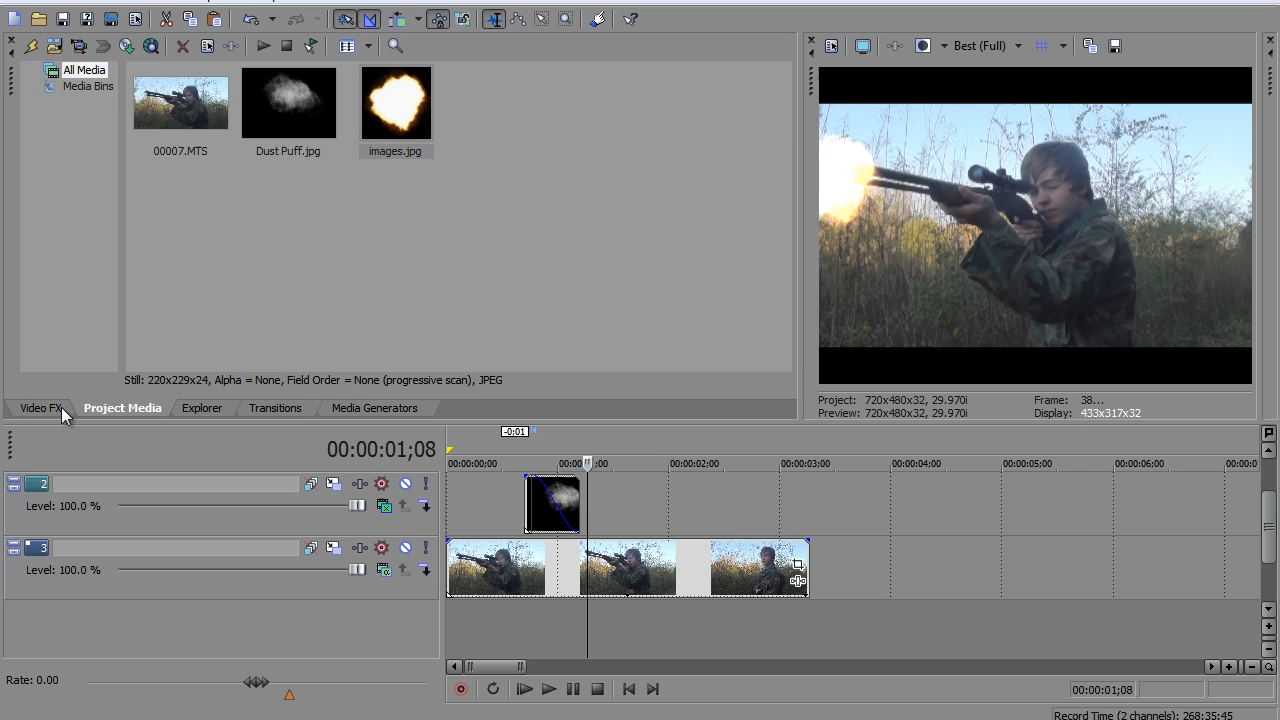 Best (Full)
All Media
Media Bins
00007.MTS
Dust Puff.jpg
images.jpg
Still: 220x229x24, Alpha = None, Field Order = None (progressive scan), JPEG
Video FX
Project Media
Explorer
Transitions
Media Generators
Project: 720x480x32, 29.970i
Frame: 38...
Preview: 720x480x32, 29.970i
Display: 433x317x32
-0:01
00:00:01;08
00:00:00;00
00:00:02;00
00:00:03;00
00:00:04;00
00:00:05;00
00:00:06;00
2
Level: 100.0 %
3
Level: 100.0 %
Rate: 0.00
00:00:01;08
Record Time (2 channels): 268:35:45